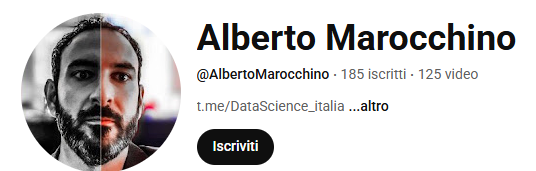 Alberto Marocchino
@AlbertoMarocchino · 185 iscritti · 125 video
t.me/DataScience_italia ...altro
Iscriviti